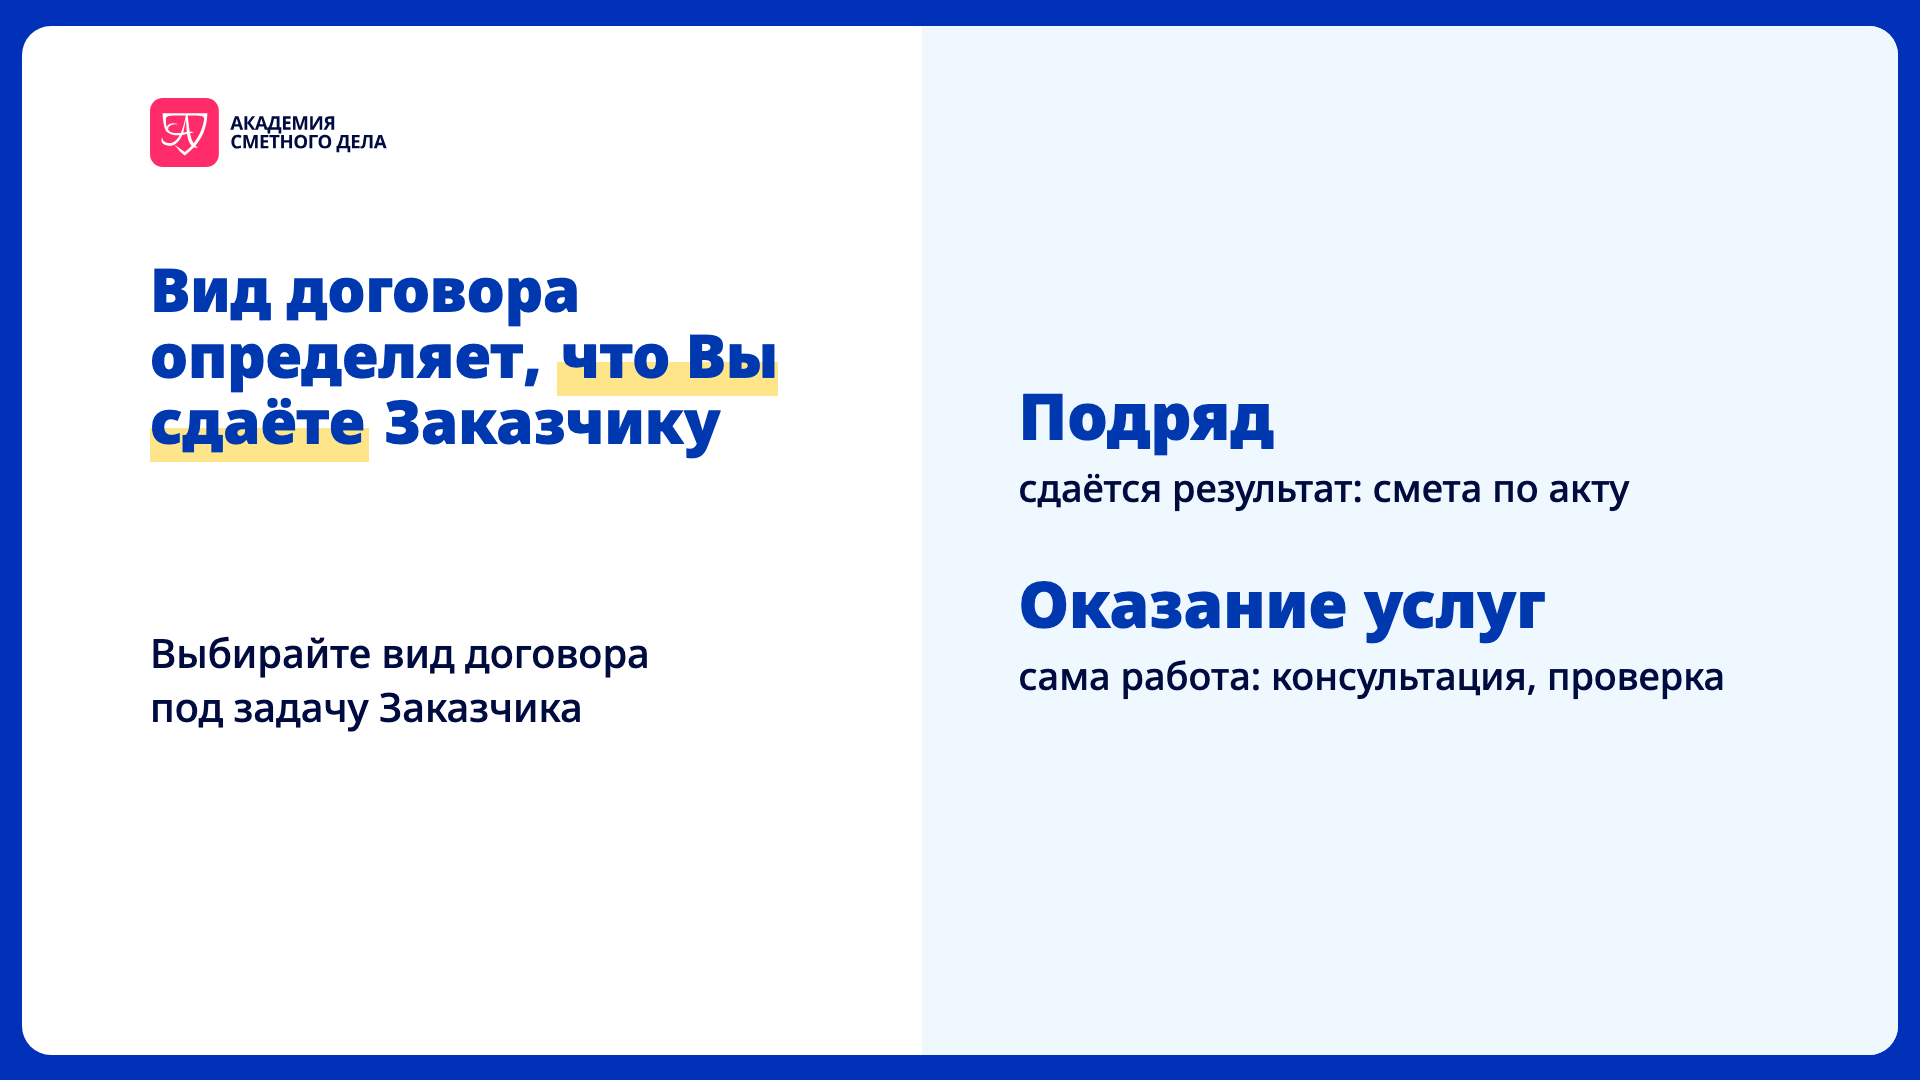 АКАДЕМИЯ
СМЕТНОГО ДЕЛА
Вид договора
определяет, что Вы
сдаёте Заказчику
Выбирайте вид договора
под задачу Заказчика
Подряд
сдаётся результат: смета по акту
Оказание услуг
сама работа: консультация, проверка